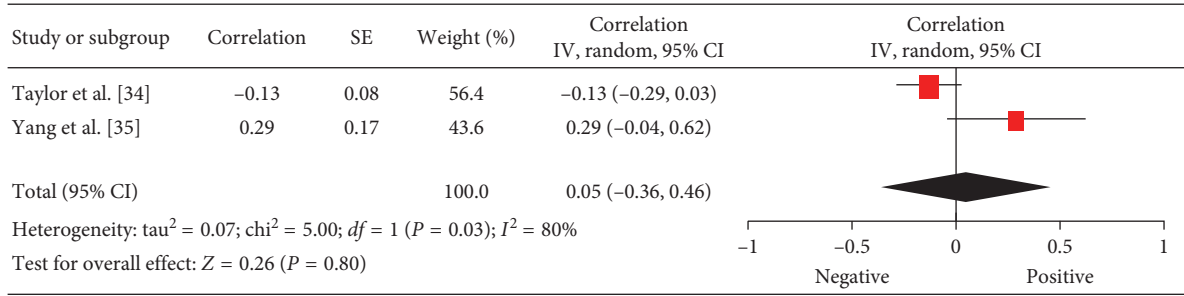 Study or subgroup Correlation SE Weight (%) Correlation IV, random, 95% CI Correlation IV, random, 95% CI
Taylor et al. [34] –0.13 0.08 56.4 –0.13 (–0.29, 0.03)
Yang et al. [35] 0.29 0.17 43.6 0.29 (–0.04, 0.62)
Total (95% CI) 100.0 0.05 (–0.36, 0.46)
Heterogeneity: tau² = 0.07; chi² = 5.00; df = 1 (P = 0.03); I² = 80%
Test for overall effect: Z = 0.26 (P = 0.80)
–1 –0.5 0 0.5 1
Negative Positive